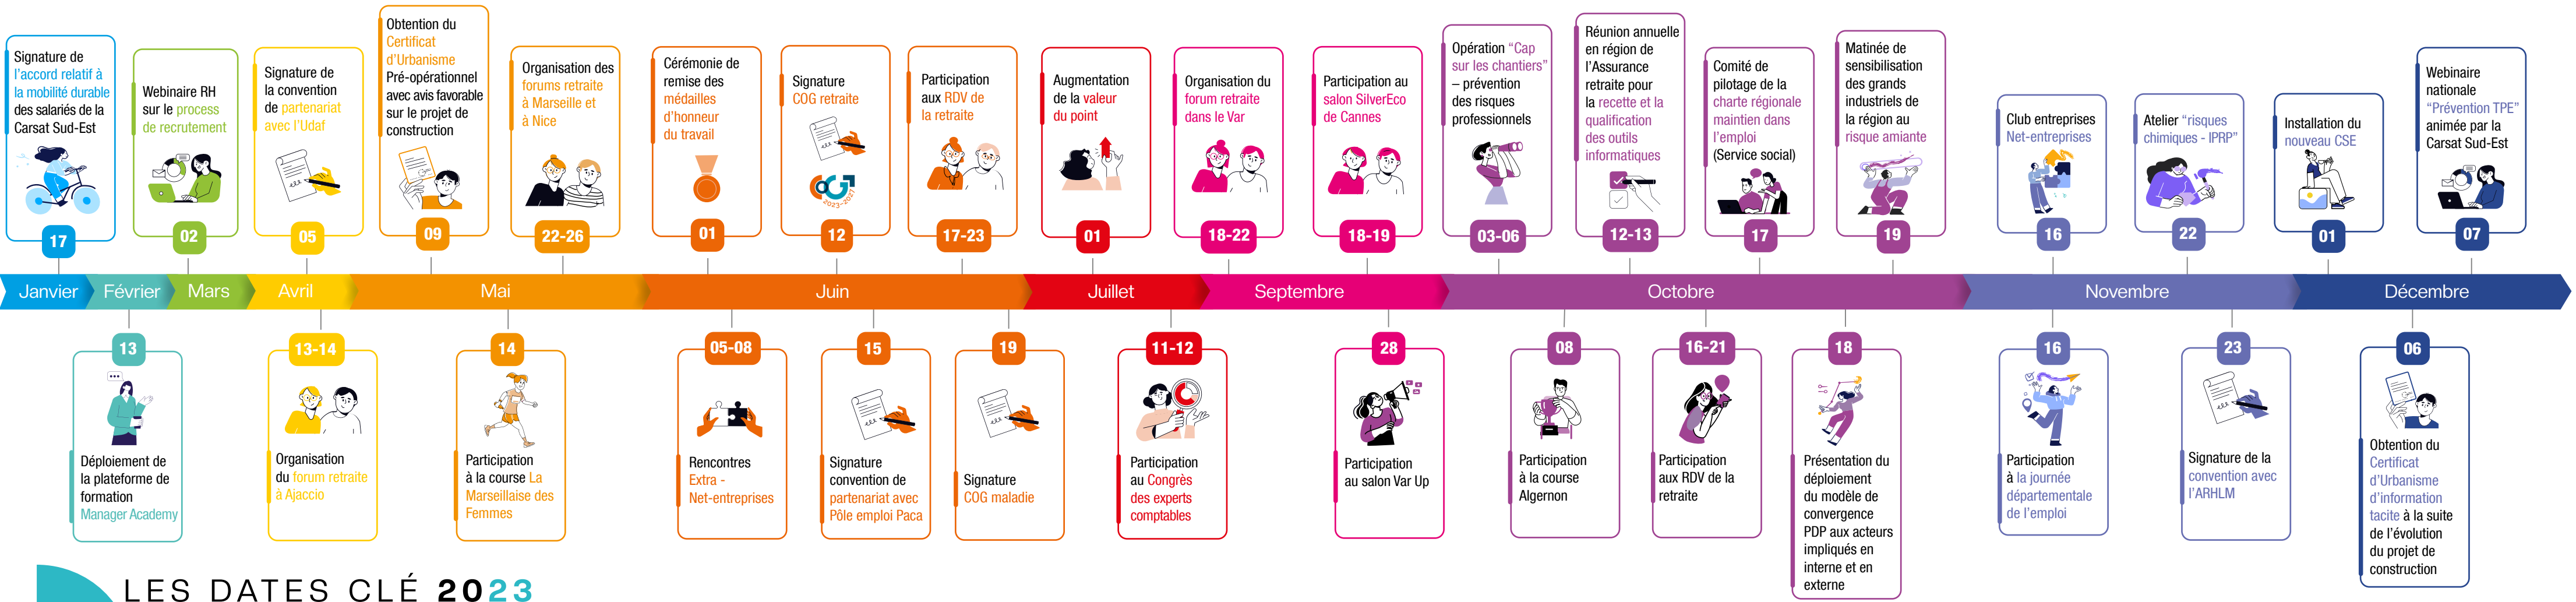 Signature de
l'accord relatif à
la mobilité durable
des salariés de la
Carsat Sud-Est
17
Webinaire RH
sur le process
de recrutement
02
Signature de
la convention
de partenariat
avec l'Udaf
05
Obtention du
Certificat
d'Urbanisme
Pré-opérationnel
avec avis favorable
sur le projet de
construction
09
Organisation des
forums retraite
à Marseille et
à Nice
22-26
Cérémonie de
remise des
médailles
d'honneur
du travail
01
Signature
COG retraite
COG
2023-2027
12
Participation
aux RDV de
la retraite
17-23
Augmentation
de la valeur
du point
01
Organisation du
forum retraite
dans le Var
18-22
Participation au
salon SilverEco
de Cannes
18-19
Opération “Cap
sur les chantiers”
– prévention
des risques
professionnels
03-06
Réunion annuelle
en région de
l'Assurance
retraite pour
la recette et la
qualification
des outils
informatiques
12-13
Comité de
pilotage de la
charte régionale
maintien dans
l'emploi
(Service social)
17
Matinée de
sensibilisation
des grands
industriels de
la région au
risque amiante
19
Club entreprises
Net-entreprises
16
Atelier “risques
chimiques - IPRP”
22
Installation du
nouveau CSE
01
Webinaire
nationale
“Prévention TPE”
animée par la
Carsat Sud-Est
07
Janvier
Février
Mars
Avril
Mai
Juin
Juillet
Septembre
Octobre
Novembre
Décembre
13
Déploiement de
la plateforme de
formation
Manager Academy
13-14
Organisation
du forum retraite
à Ajaccio
14
Participation
à la course La
Marseillaise des
Femmes
05-08
Rencontres
Extra -
Net-entreprises
15
Signature
convention de
partenariat avec
Pôle emploi Paca
19
Signature
COG maladie
11-12
Participation
au Congrès
des experts
comptables
28
Participation
au salon Var Up
08
Participation
à la course
Algernon
16-21
Participation
aux RDV de la
retraite
18
Présentation du
déploiement
du modèle de
convergence
PDP aux acteurs
impliqués en
interne et en
externe
16
Participation
à la journée
départementale
de l'emploi
23
Signature de la
convention avec
l'ARHLM
06
Obtention du
Certificat
d'Urbanisme
d'information
tacite à la suite
de l'évolution
du projet de
construction
LES DATES CLÉ 2023